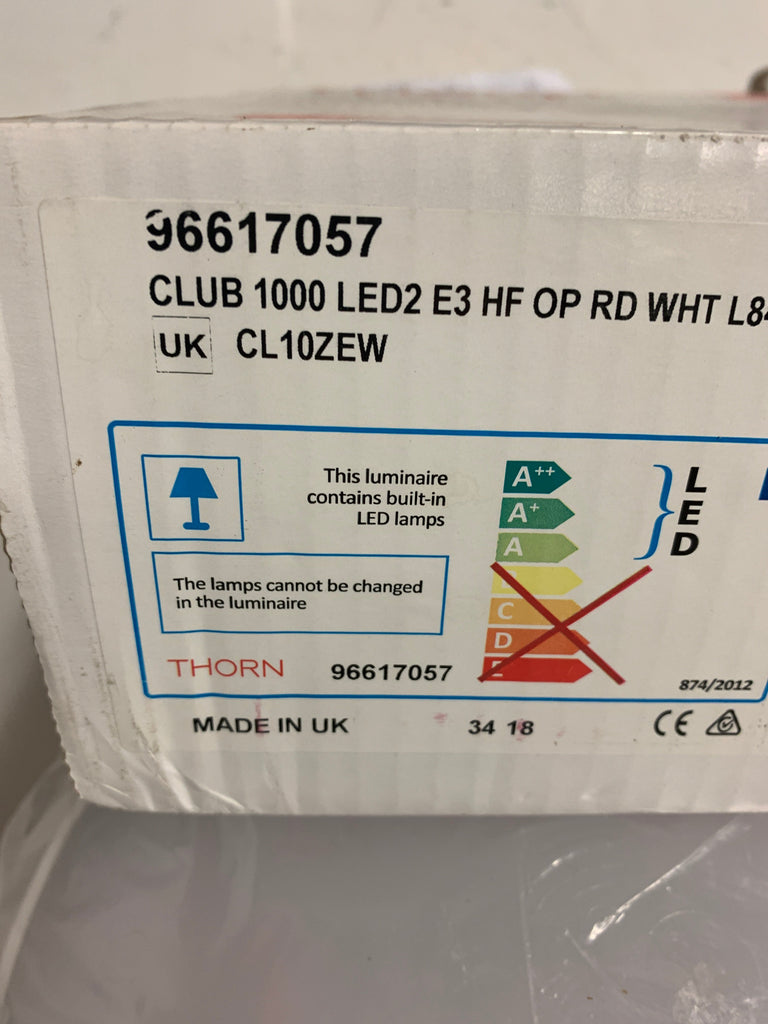 96617057
CLUB 1000 LED2 E3 HF OP RD WHT L84
UK CL10ZEW
This luminaire
contains built-in
LED lamps
A++
A+
A
C
D
E
L
E
D
The lamps cannot be changed
in the luminaire
THORN 96617057
874/2012
MADE IN UK 34 18 CE